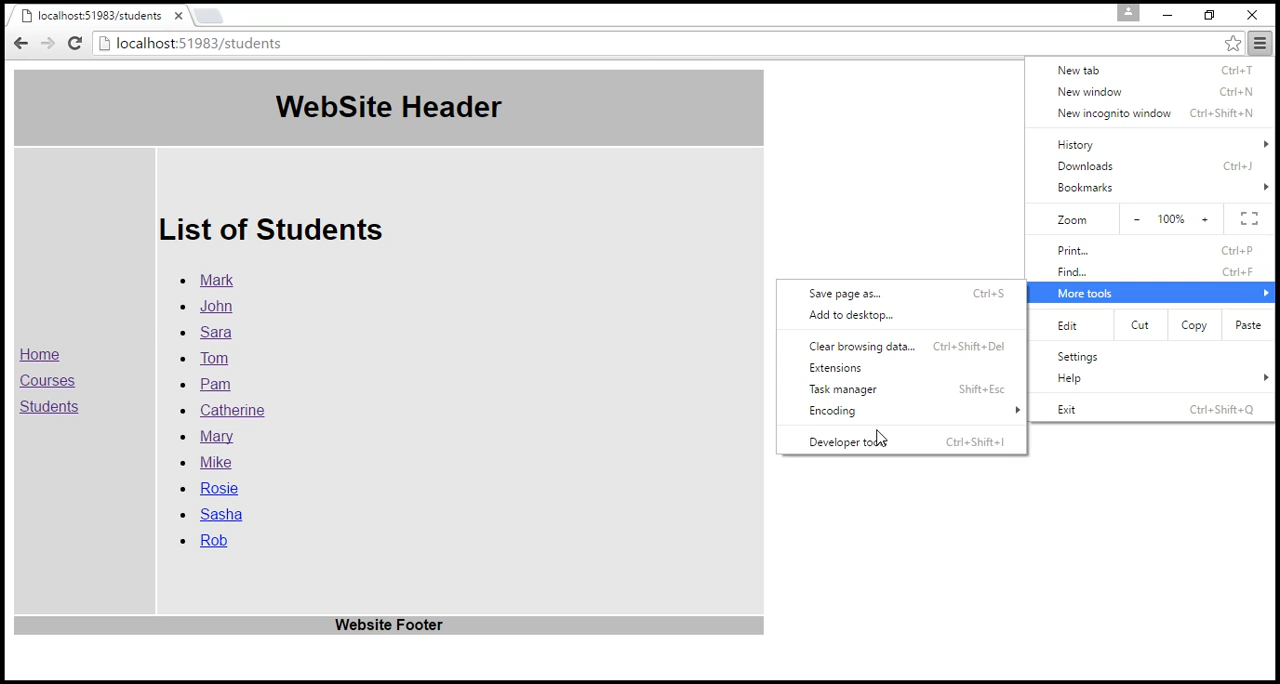 localhost:51983/students
localhost:51983/students
WebSite Header
Home
Courses
Students
List of Students
Mark
John
Sara
Tom
Pam
Catherine
Mary
Mike
Rosie
Sasha
Rob
Website Footer
New tab Ctrl+T
New window Ctrl+N
New incognito window Ctrl+Shift+N
History
Downloads Ctrl+J
Bookmarks
Zoom - 100% +
Print... Ctrl+P
Find... Ctrl+F
More tools
Edit Cut Copy Paste
Settings
Help
Exit Ctrl+Shift+Q
Save page as... Ctrl+S
Add to desktop...
Clear browsing data... Ctrl+Shift+Del
Extensions
Task manager Shift+Esc
Encoding
Developer tools Ctrl+Shift+I